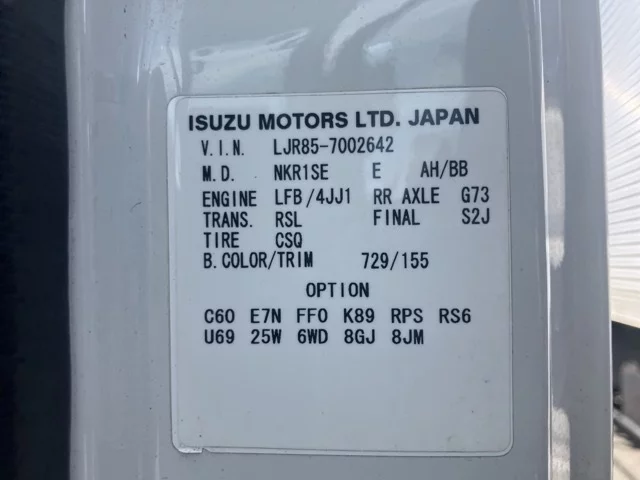 ISUZU MOTORS LTD. JAPAN
V.I.N. LJR85-7002642
M.D. NKR1SE E AH/BB
ENGINE LFB/4JJ1 RR AXLE G73
TRANS. RSL FINAL S2J
TIRE CSQ
B.COLOR/TRIM 729/155
OPTION
C60 E7N FF0 K89 RPS RS6
U69 25W 6WD 8GJ 8JM